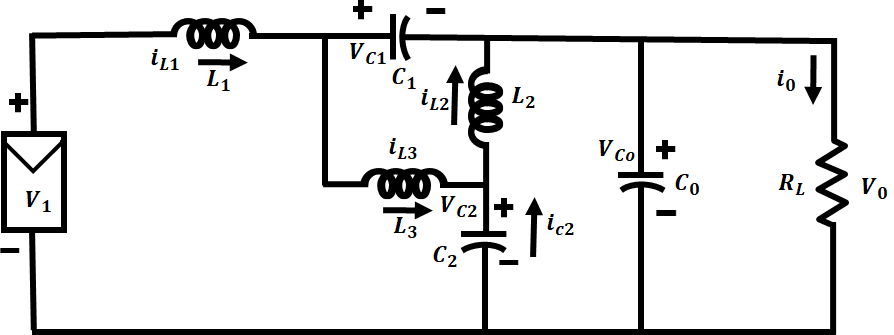 + −
i_L1 V_C1
L_1 C_1 i_L2 L_2 i_0
+
i_L3 V_Co + R_L V_0
V_1 V_C2 + C_0
L_3 i_c2 −
− C_2 −